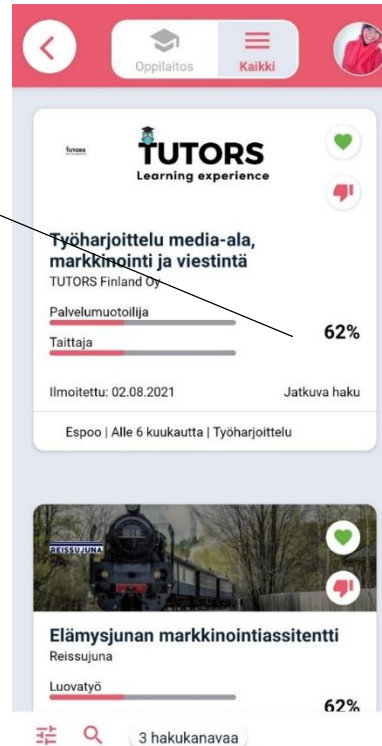 Oppilaitos
Kaikki
TUTORS
TUTORS
Learning experience
Työharjoittelu media-ala,
markkinointi ja viestintä
TUTORS Finland Oy
Palvelumuotoilija
62%
Taittaja
Ilmoitettu: 02.08.2021
Jatkuva haku
Espoo | Alle 6 kuukautta | Työharjoittelu
REISSUJUNA
Elämysjunan markkinointiassitentti
Reissujuna
Luovatyö
62%
3 hakukanavaa